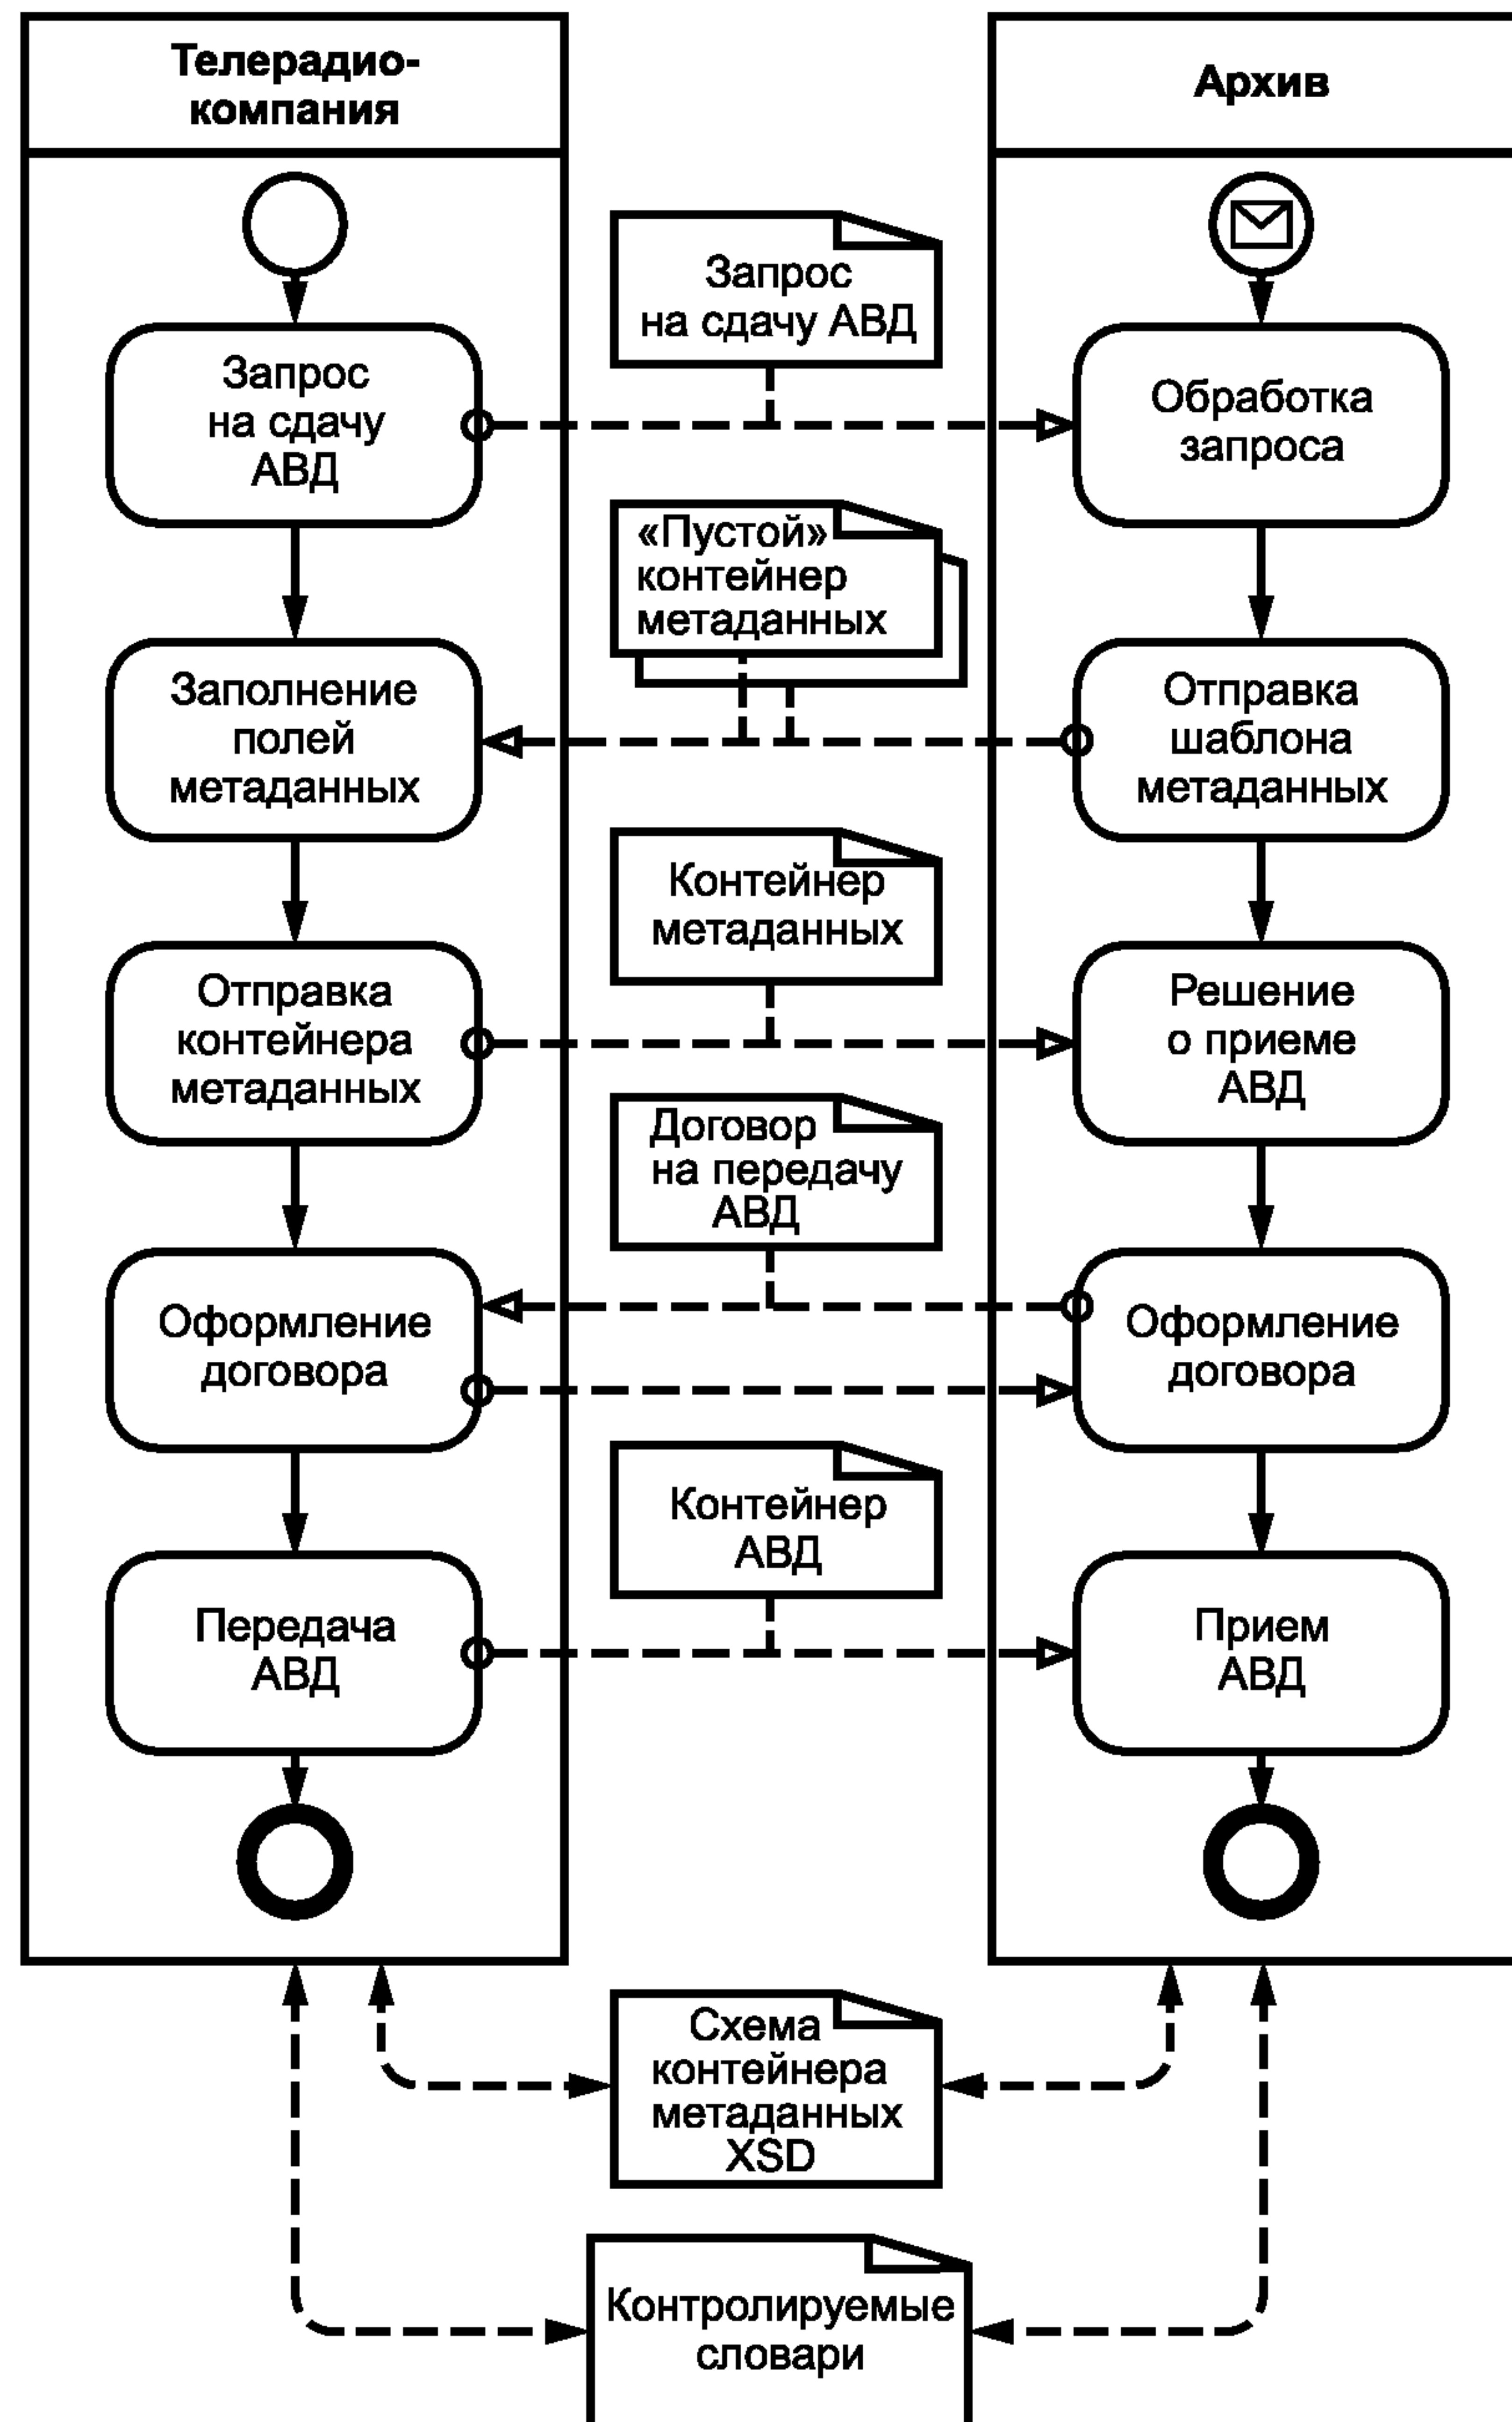 Телерадио-
компания
Архив
Запрос
на сдачу АВД
Запрос
на сдачу
АВД
Обработка
запроса
«Пустой»
контейнер
метаданных
Заполнение
полей
метаданных
Отправка
шаблона
метаданных
Контейнер
метаданных
Отправка
контейнера
метаданных
Решение
о приеме
АВД
Договор
на передачу
АВД
Оформление
договора
Оформление
договора
Контейнер
АВД
Передача
АВД
Прием
АВД
Схема
контейнера
метаданных
XSD
Контролируемые
словари